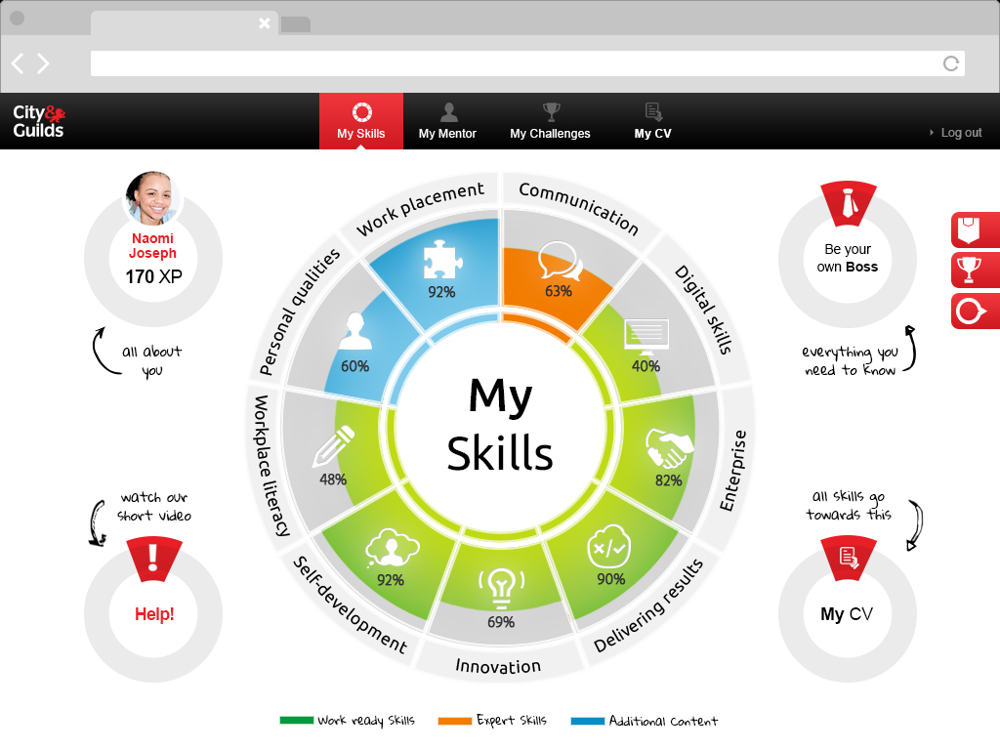 City&
Guilds
My Skills
My Mentor
My Challenges
My CV
Log out
Naomi
Joseph
170 XP
all about
you
Work placement
92%
Communication
63%
Digital skills
40%
Enterprise
82%
Delivering results
90%
Innovation
69%
Self-development
92%
Workplace literacy
48%
Personal qualities
60%
My
Skills
Be your
own Boss
everything you
need to know
watch our
short video
!
Help!
all skills go
towards this
My CV
Work ready Skills
Expert Skills
Additional Content